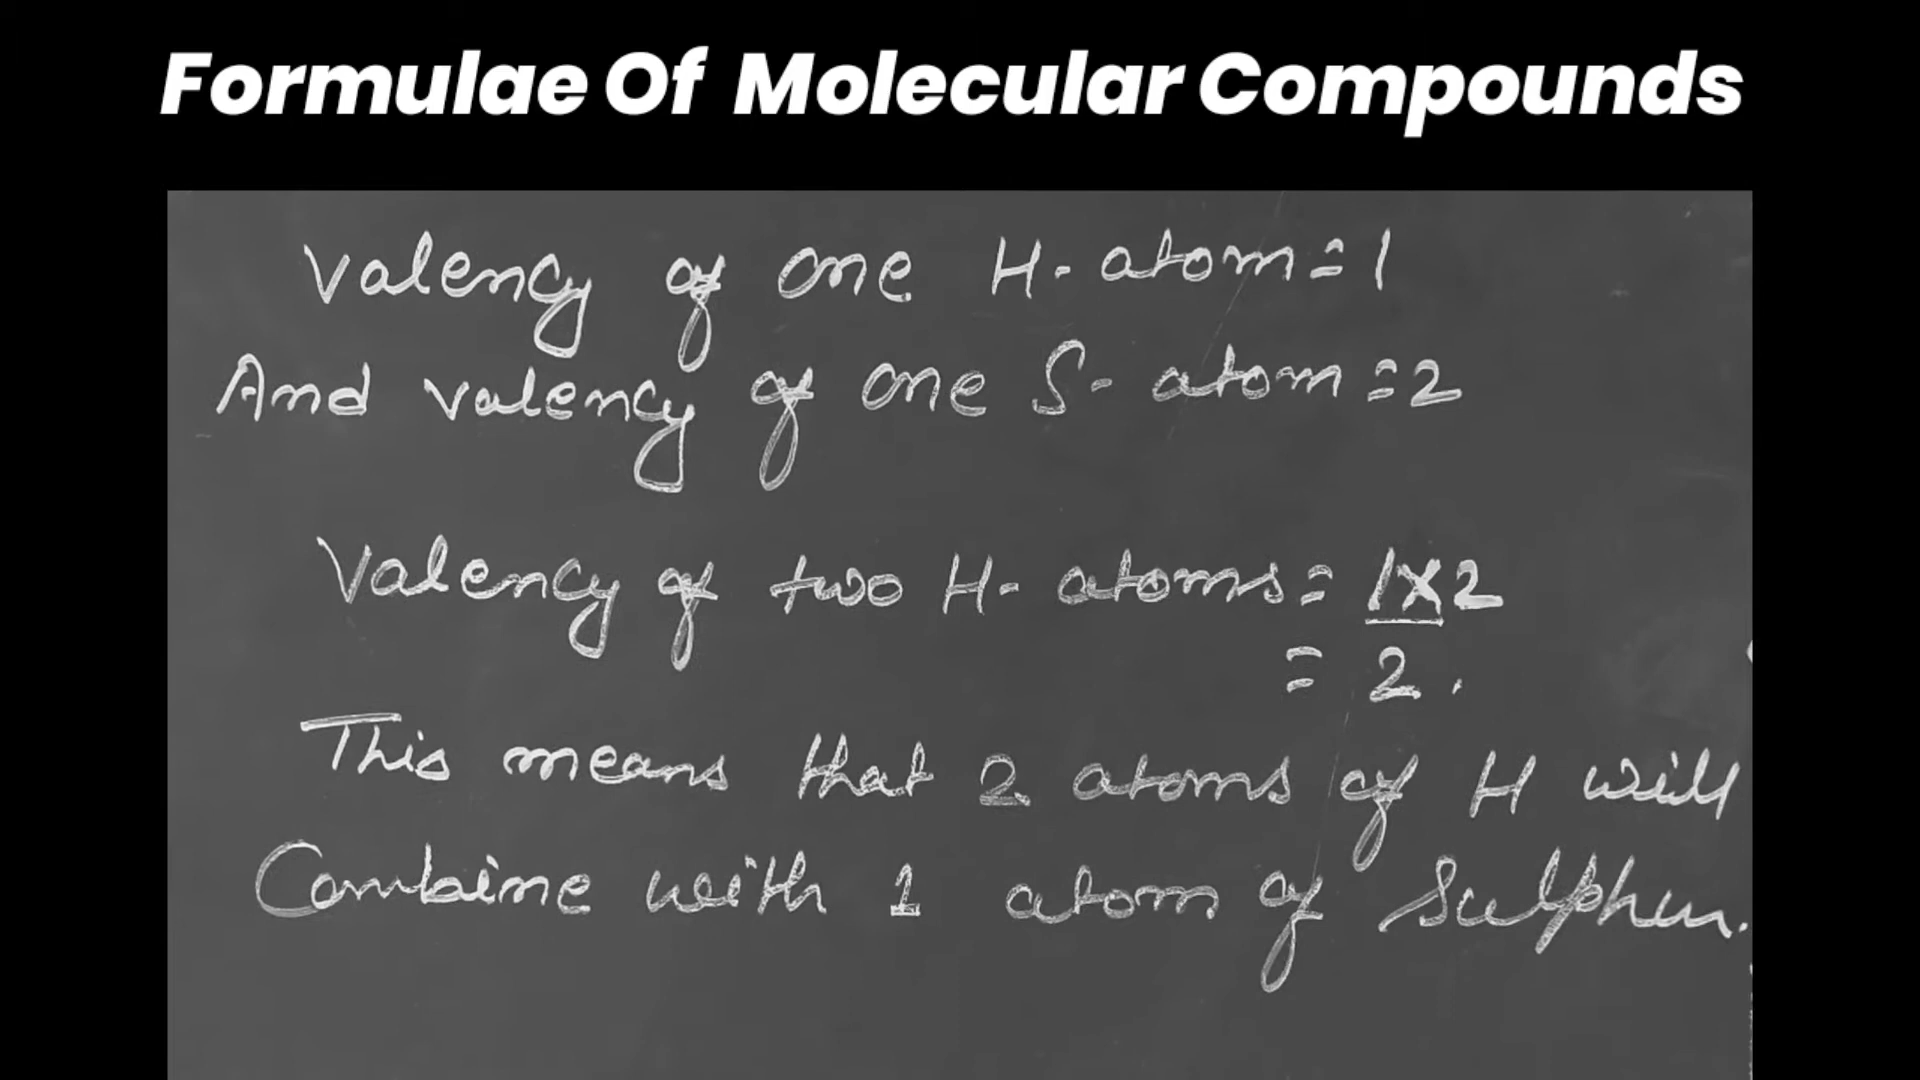 Formulae Of Molecular Compounds
Valency of one H- atom = 1
And valency of one S- atom = 2
Valency of two H- atoms = 1x2
= 2.
This means that 2 atoms of H will
Combine with 1 atom of Sulphur.